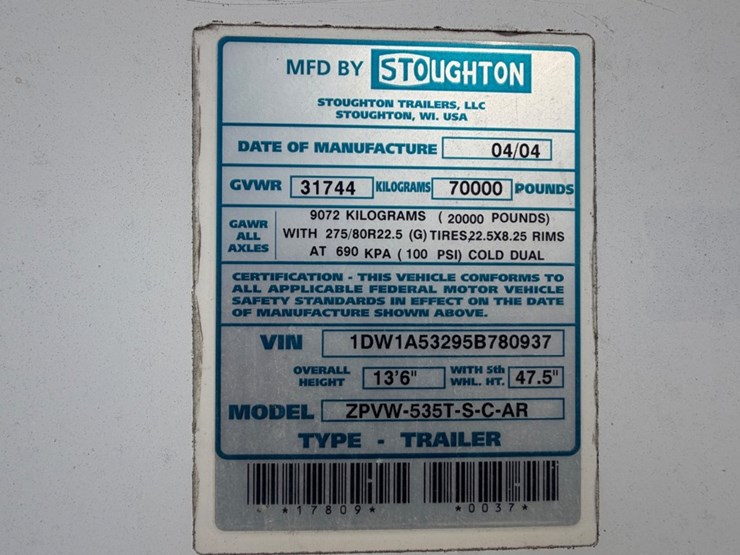 MFD BY STOUGHTON
STOUGHTON TRAILERS, LLC
STOUGHTON, WI. USA
DATE OF MANUFACTURE 04/04
GVWR 31744 KILOGRAMS 70000 POUNDS
GAWR ALL AXLES
9072 KILOGRAMS ( 20000 POUNDS)
WITH 275/80R22.5 (G) TIRES,22.5X8.25 RIMS
AT 690 KPA ( 100 PSI) COLD DUAL
CERTIFICATION - THIS VEHICLE CONFORMS TO
ALL APPLICABLE FEDERAL MOTOR VEHICLE
SAFETY STANDARDS IN EFFECT ON THE DATE
OF MANUFACTURE SHOWN ABOVE.
VIN 1DW1A53295B780937
OVERALL HEIGHT 13'6" WITH 5th WHL. HT. 47.5"
MODEL ZPVW-535T-S-C-AR
TYPE - TRAILER
*17809* *0037*